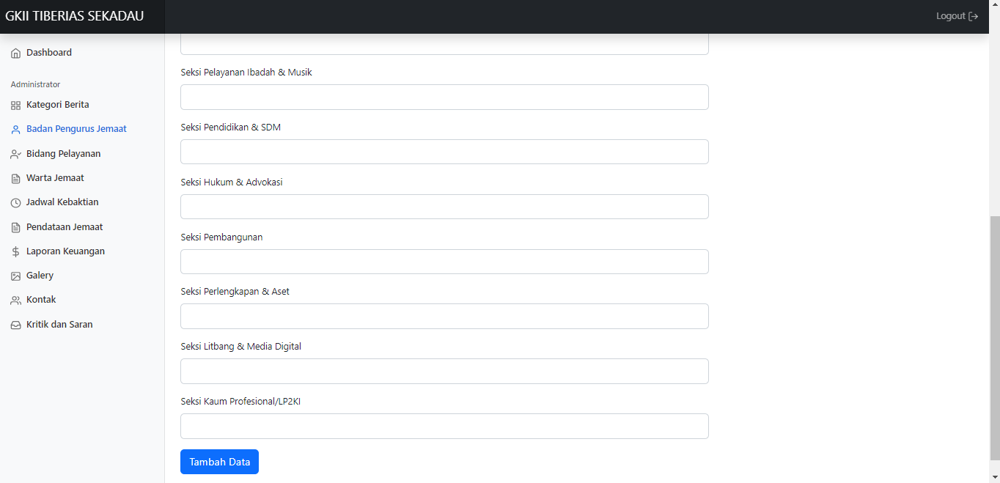 GKII TIBERIAS SEKADAU
Logout
Dashboard
Administrator
Kategori Berita
Badan Pengurus Jemaat
Bidang Pelayanan
Warta Jemaat
Jadwal Kebaktian
Pendataan Jemaat
Laporan Keuangan
Galery
Kontak
Kritik dan Saran
Seksi Pelayanan Ibadah & Musik
Seksi Pendidikan & SDM
Seksi Hukum & Advokasi
Seksi Pembangunan
Seksi Perlengkapan & Aset
Seksi Litbang & Media Digital
Seksi Kaum Profesional/LP2KI
Tambah Data